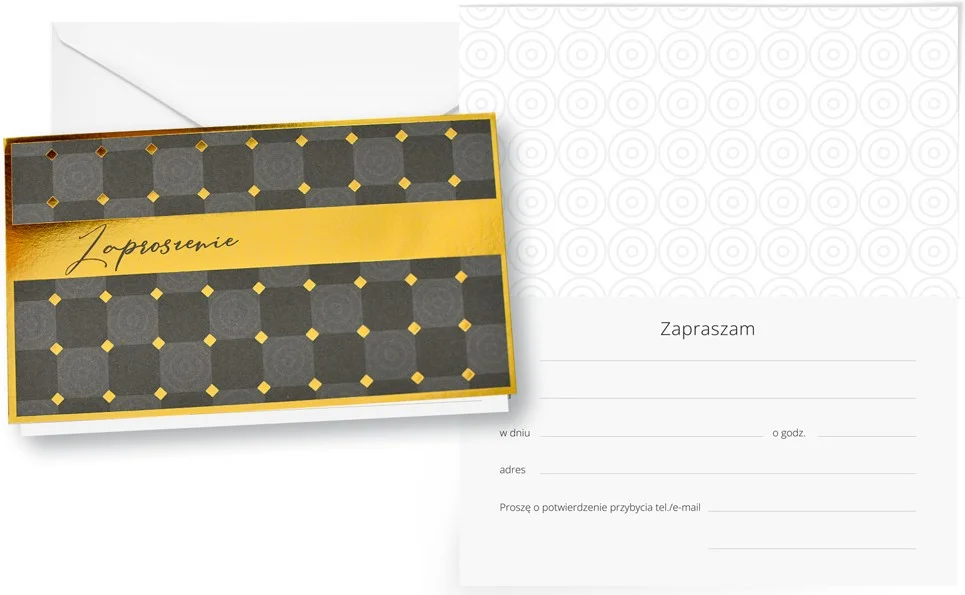 Zaproszenie
Zapraszam
w dniu o godz.
adres
Proszę o potwierdzenie przybycia tel./e-mail